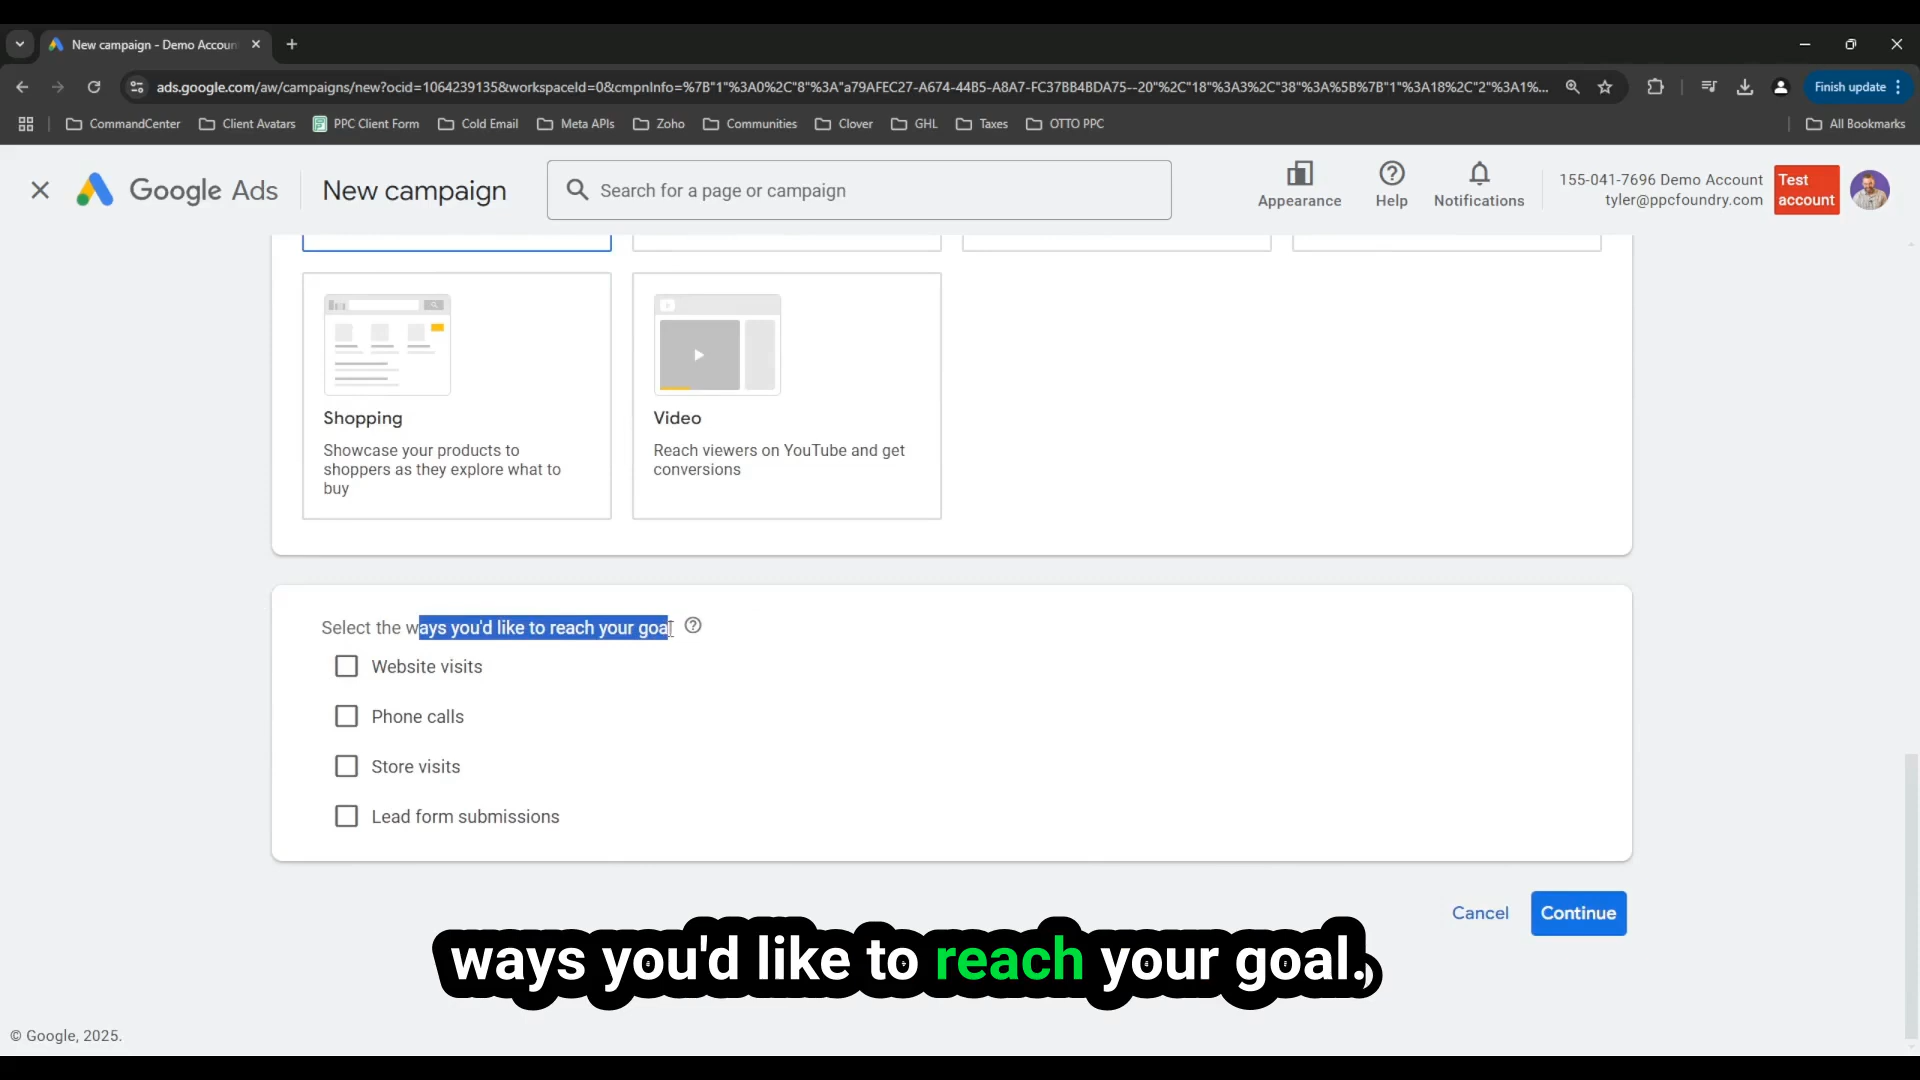 New campaign - Demo Accoun
ads.google.com/aw/campaigns/new?ocid=1064239135&workspaceId=0&cmpnInfo=%7B"1"%3A0%2C"8"%3A"a79AFEC27-A674-44B5-A8A7-FC37BB4BDA75--20"%2C"18"%3A3%2C"38"%3A%5B%7B"1"%3A18%2C"2"%3A1%...
Finish update
CommandCenter
Client Avatars
PPC Client Form
Cold Email
Meta APIs
Zoho
Communities
Clover
GHL
Taxes
OTTO PPC
All Bookmarks
Google Ads
New campaign
Search for a page or campaign
Appearance
Help
Notifications
155-041-7696 Demo Account
tyler@ppcfoundry.com
Test
account
Shopping
Showcase your products to
shoppers as they explore what to
buy
Video
Reach viewers on YouTube and get
conversions
Select the ways you'd like to reach your goal
Website visits
Phone calls
Store visits
Lead form submissions
Cancel
Continue
ways you'd like to reach your goal.,
© Google, 2025.